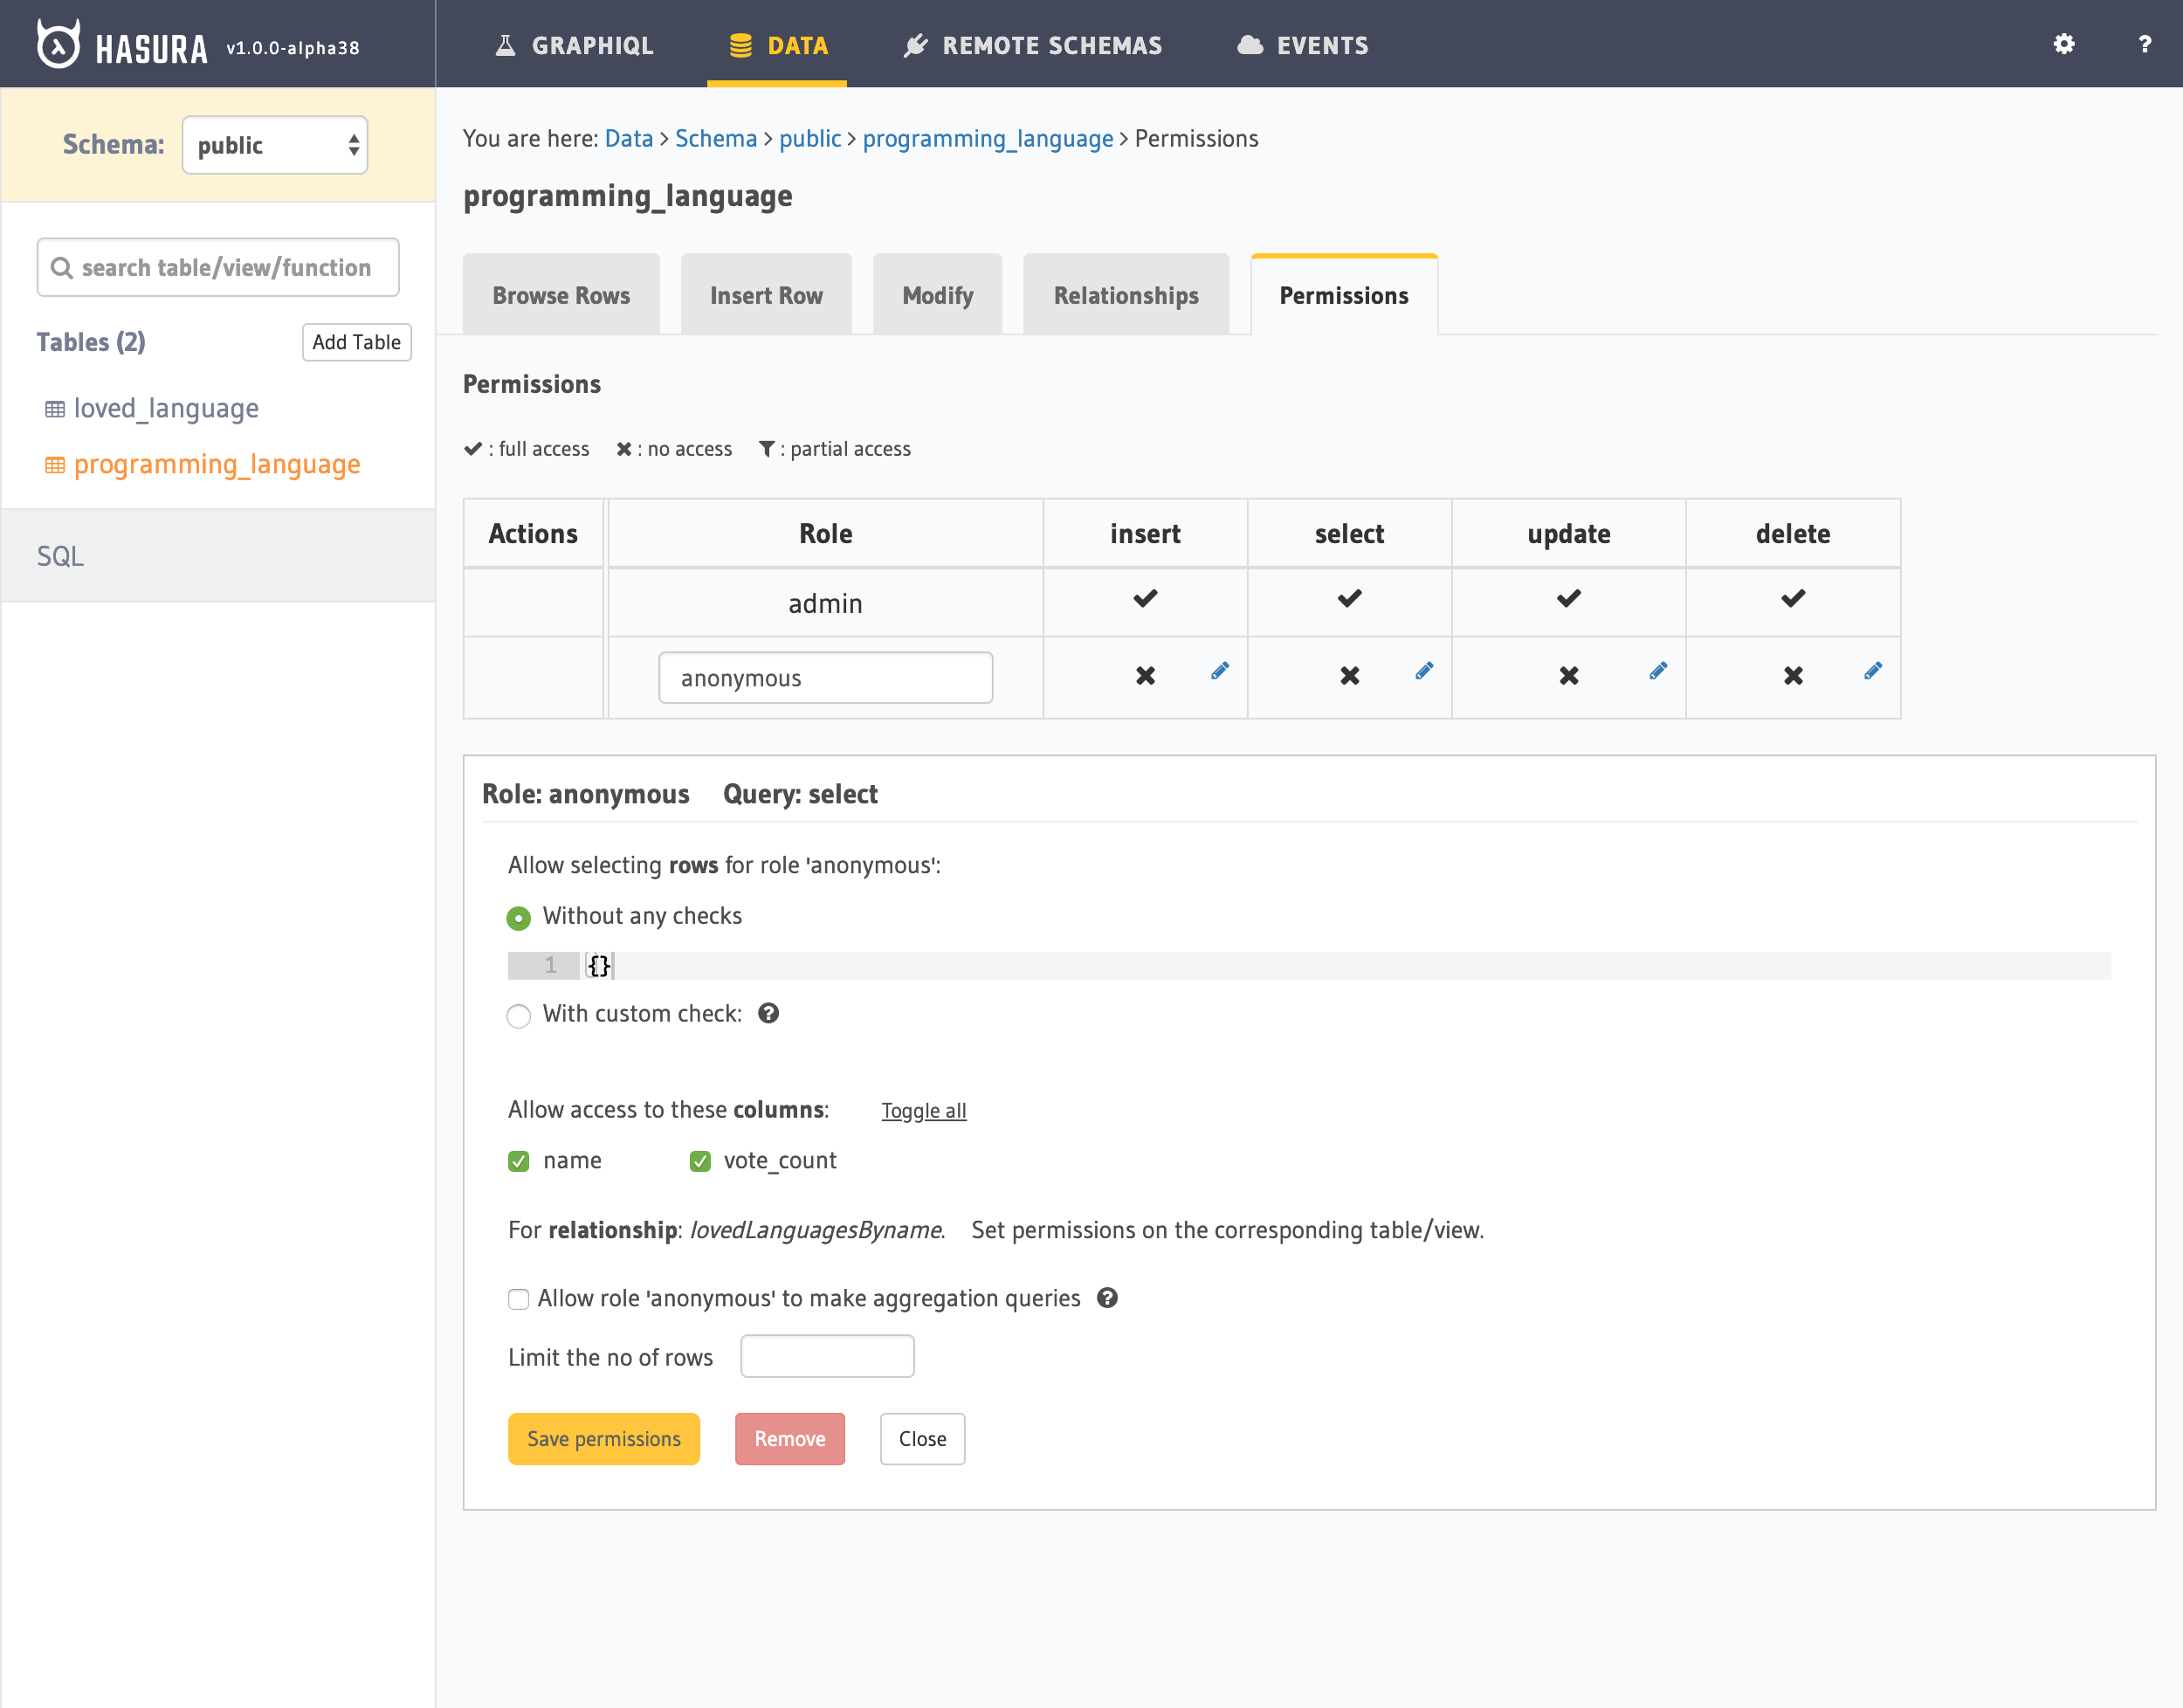 HASURA v1.0.0-alpha38
GRAPHIQL DATA REMOTE SCHEMAS EVENTS ?
Schema: public
search table/view/function
Tables (2) Add Table
loved_language
programming_language
SQL
You are here: Data > Schema > public > programming_language > Permissions
programming_language
Browse Rows Insert Row Modify Relationships Permissions
Permissions
: full access : no access : partial access
Actions Role insert select update delete
admin
anonymous
Role: anonymous Query: select
Allow selecting rows for role 'anonymous':
Without any checks
1 {}
With custom check: ?
Allow access to these columns: Toggle all
name vote_count
For relationship: lovedLanguagesByname. Set permissions on the corresponding table/view.
Allow role 'anonymous' to make aggregation queries ?
Limit the no of rows
Save permissions Remove Close